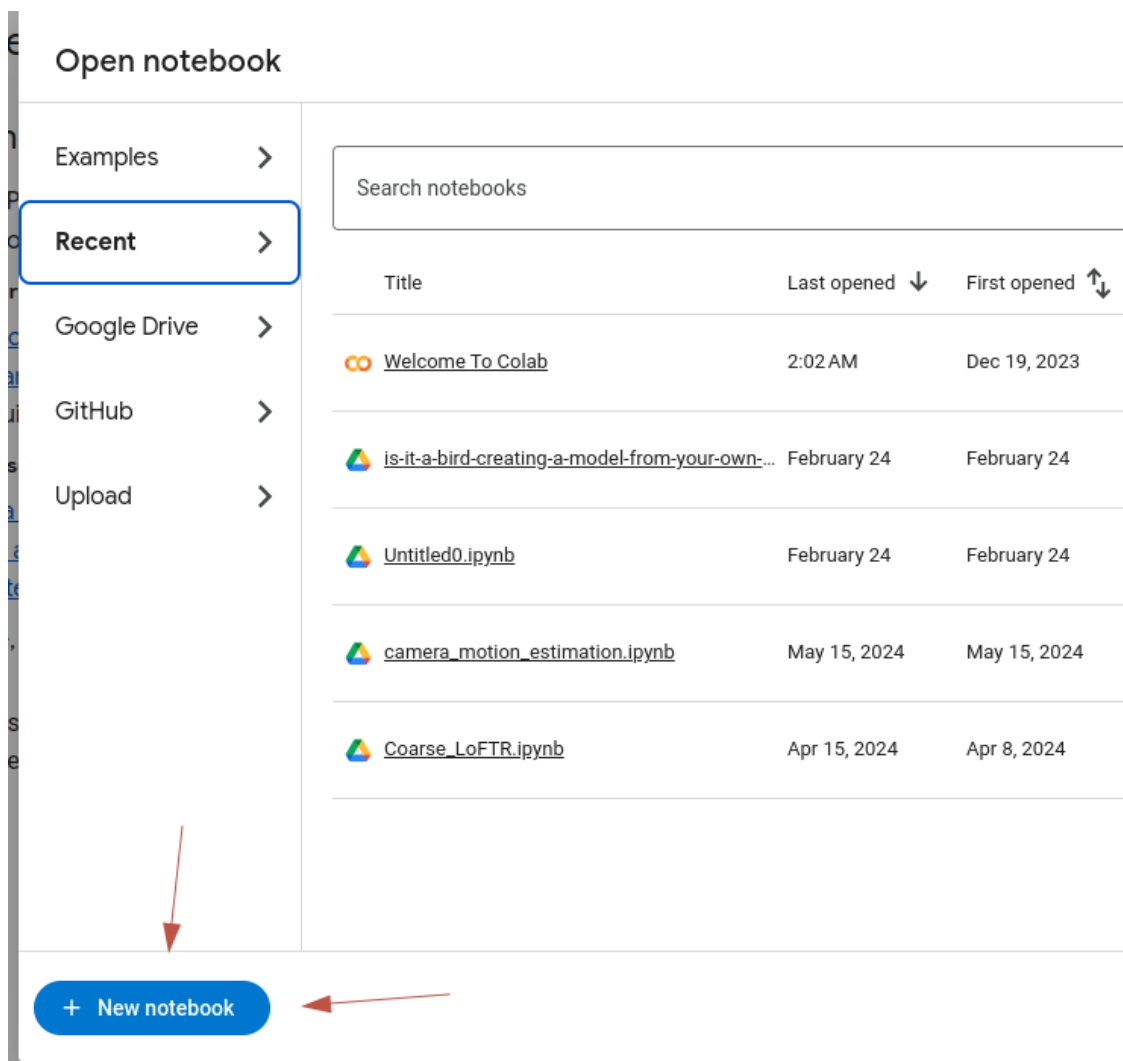 Open notebook
Examples
Recent
Google Drive
GitHub
Upload
Search notebooks
Title Last opened First opened
Welcome To Colab 2:02 AM Dec 19, 2023
is-it-a-bird-creating-a-model-from-your-own-... February 24 February 24
Untitled0.ipynb February 24 February 24
camera_motion_estimation.ipynb May 15, 2024 May 15, 2024
Coarse_LoFTR.ipynb Apr 15, 2024 Apr 8, 2024
+ New notebook